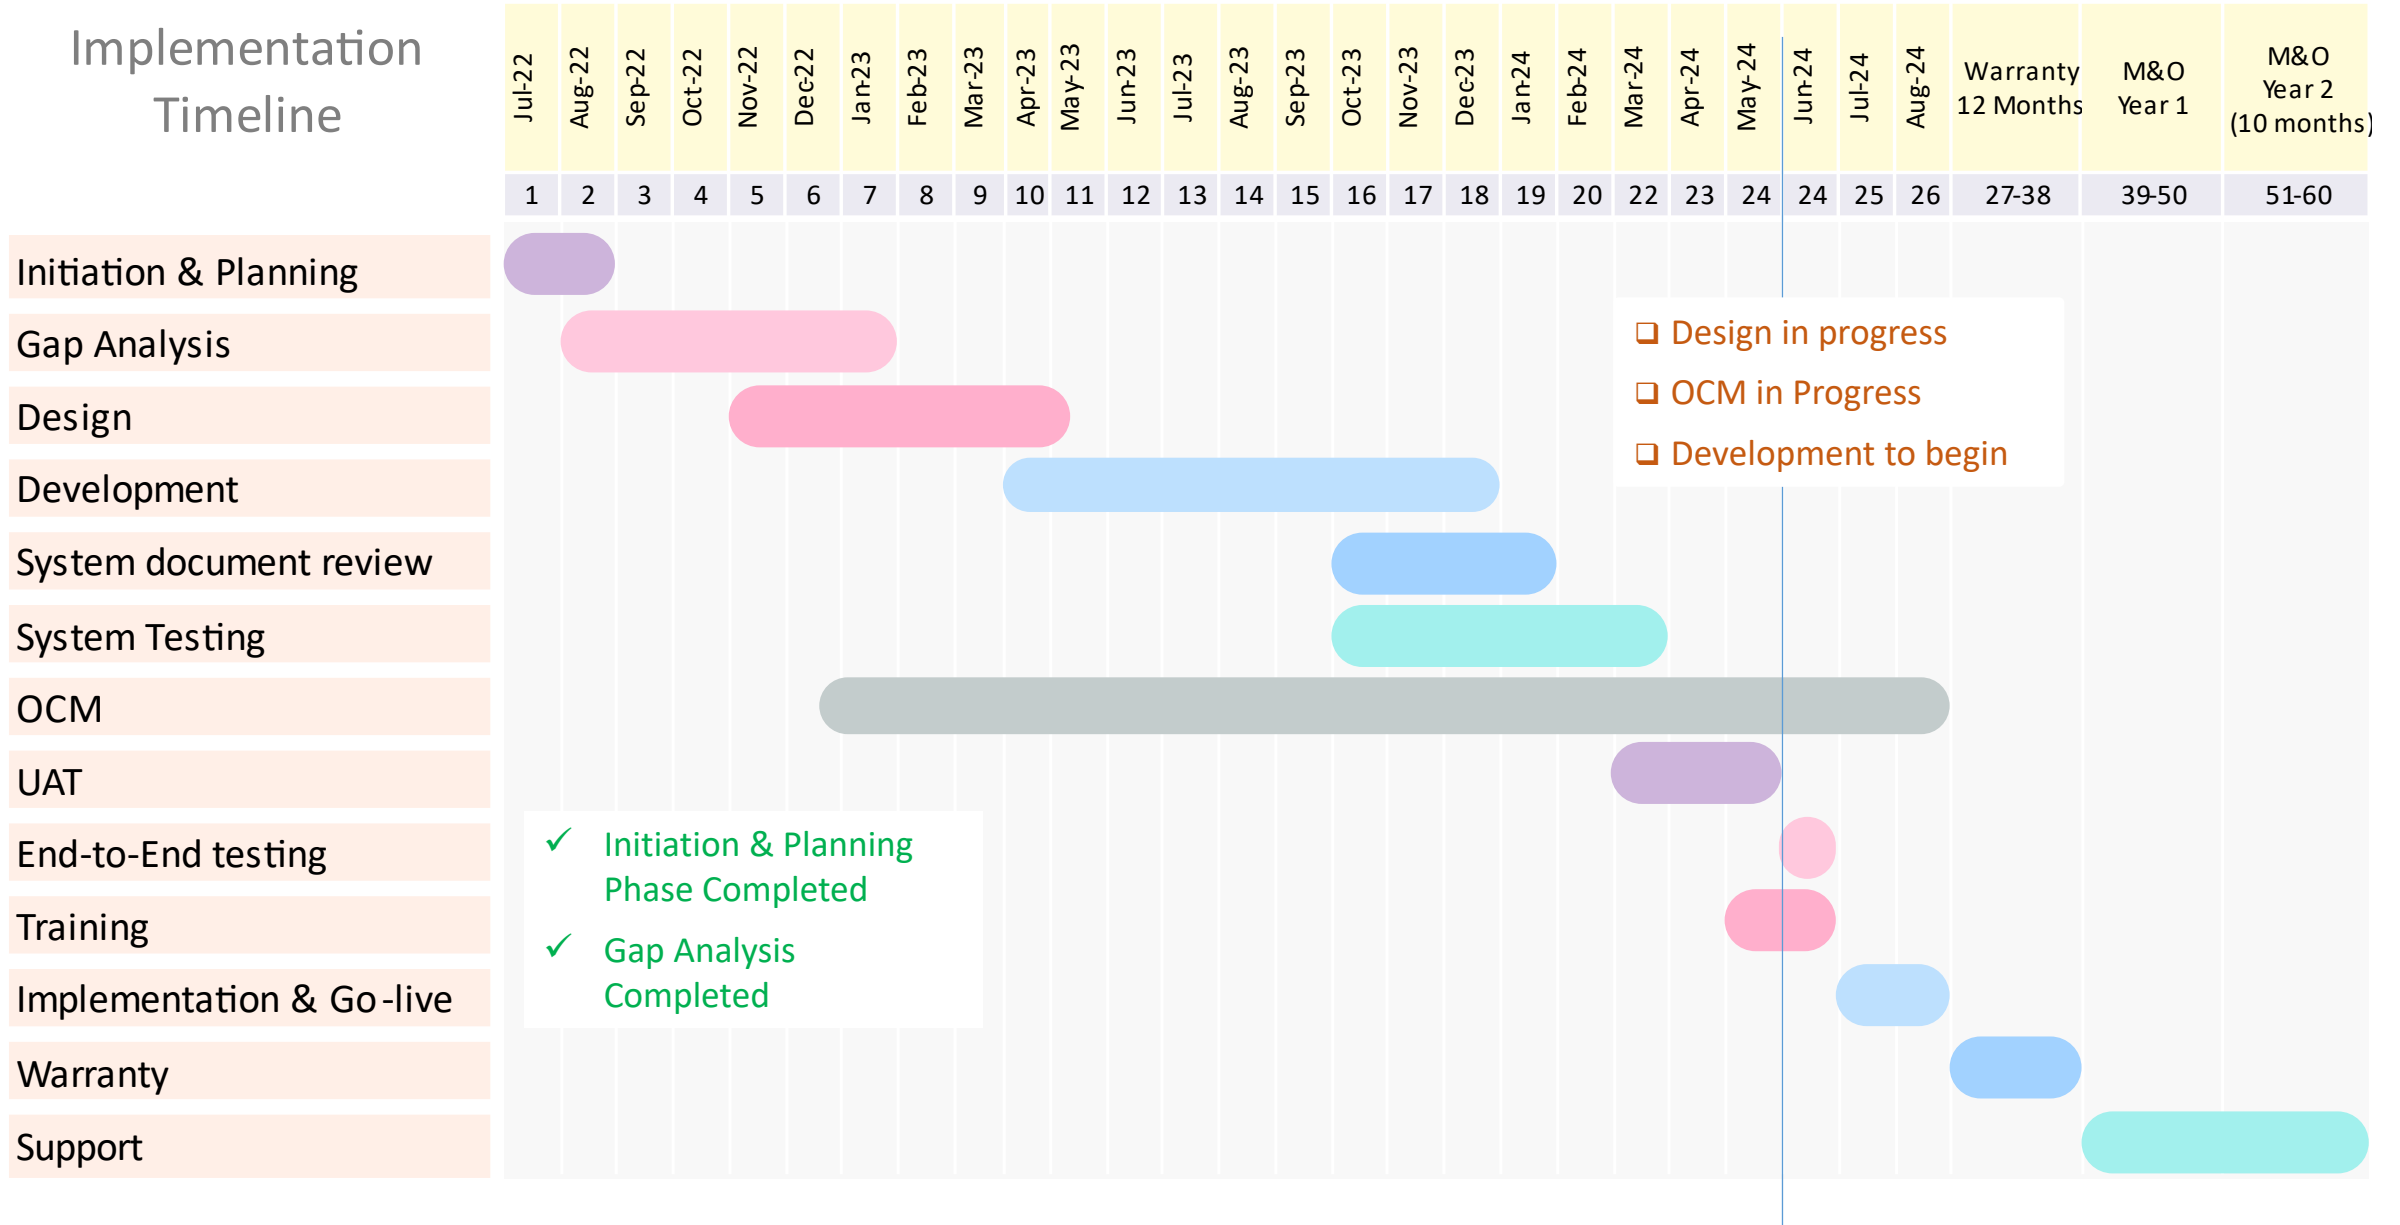 Implementation
Timeline
Jul-22
Aug-22
Sep-22
Oct-22
Nov-22
Dec-22
Jan-23
Feb-23
Mar-23
Apr-23
May-23
Jun-23
Jul-23
Aug-23
Sep-23
Oct-23
Nov-23
Dec-23
Jan-24
Feb-24
Mar-24
Apr-24
May-24
Jun-24
Jul-24
Aug-24
Warranty
12 Months
M&O
Year 1
M&O
Year 2
(10 months)
1 2 3 4 5 6 7 8 9 10 11 12 13 14 15 16 17 18 19 20 22 23 24 24 25 26 27-38 39-50 51-60
Initiation & Planning
Gap Analysis
Design
Development
System document review
System Testing
OCM
UAT
End-to-End testing
Training
Implementation & Go-live
Warranty
Support
❑ Design in progress
❑ OCM in Progress
❑ Development to begin
✓ Initiation & Planning
Phase Completed
✓ Gap Analysis
Completed